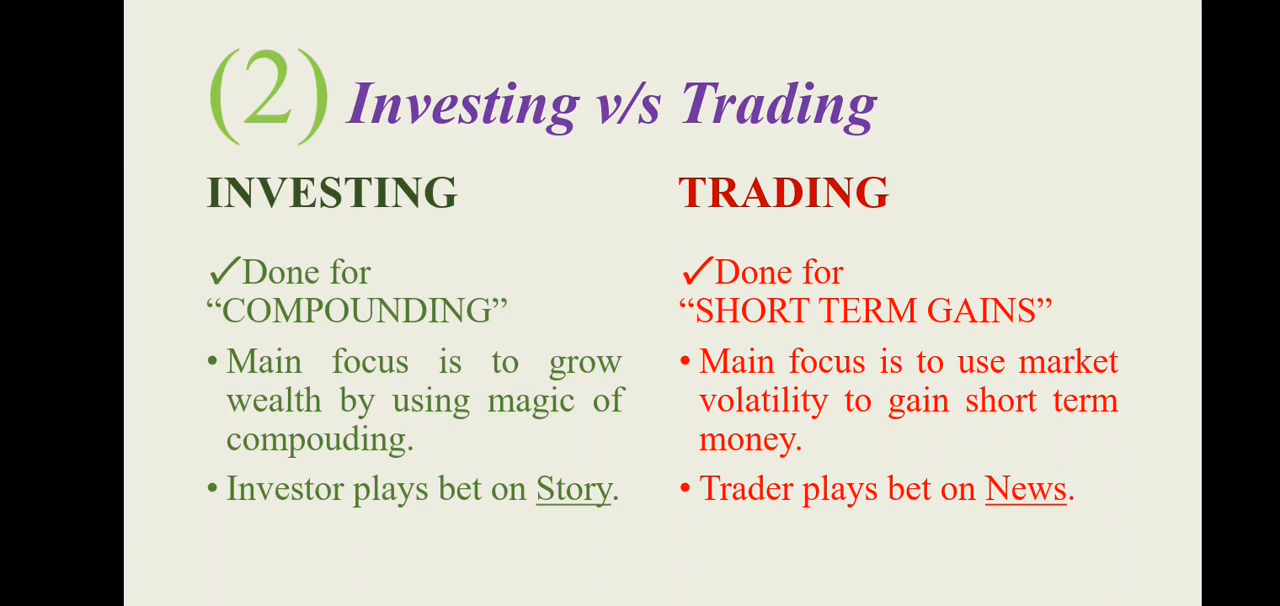 (2) Investing v/s Trading
INVESTING
✓Done for
“COMPOUNDING”
• Main focus is to grow
wealth by using magic of
compouding.
• Investor plays bet on Story.
TRADING
✓Done for
“SHORT TERM GAINS”
• Main focus is to use market
volatility to gain short term
money.
• Trader plays bet on News.